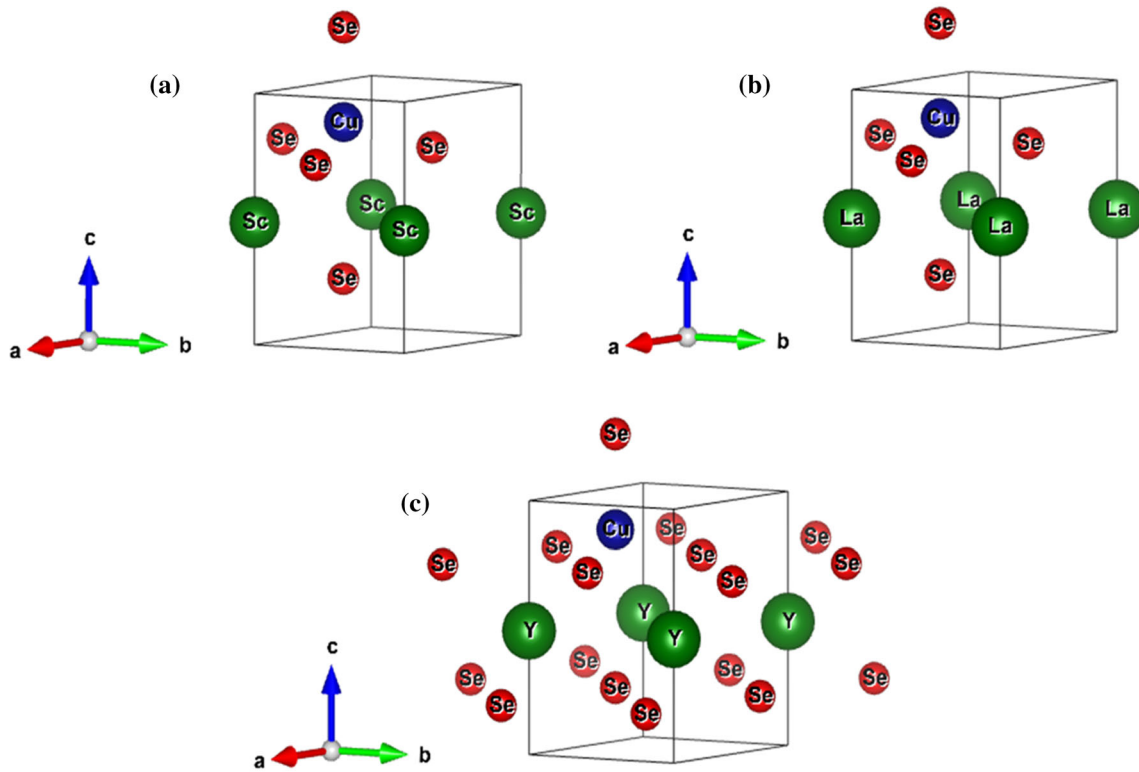 Se Se
(a) (b)
Cu Cu
Se Se Se Se
Se Se
Sc La
Sc Sc La La
Sc La
c c
Se Se
a b a b
Se
(c)
Cu Se Se
Se Se Se
Se Se Se
Y Y
Y Y
Se Se
c Se Se Se
Se Se Se
Se
a b